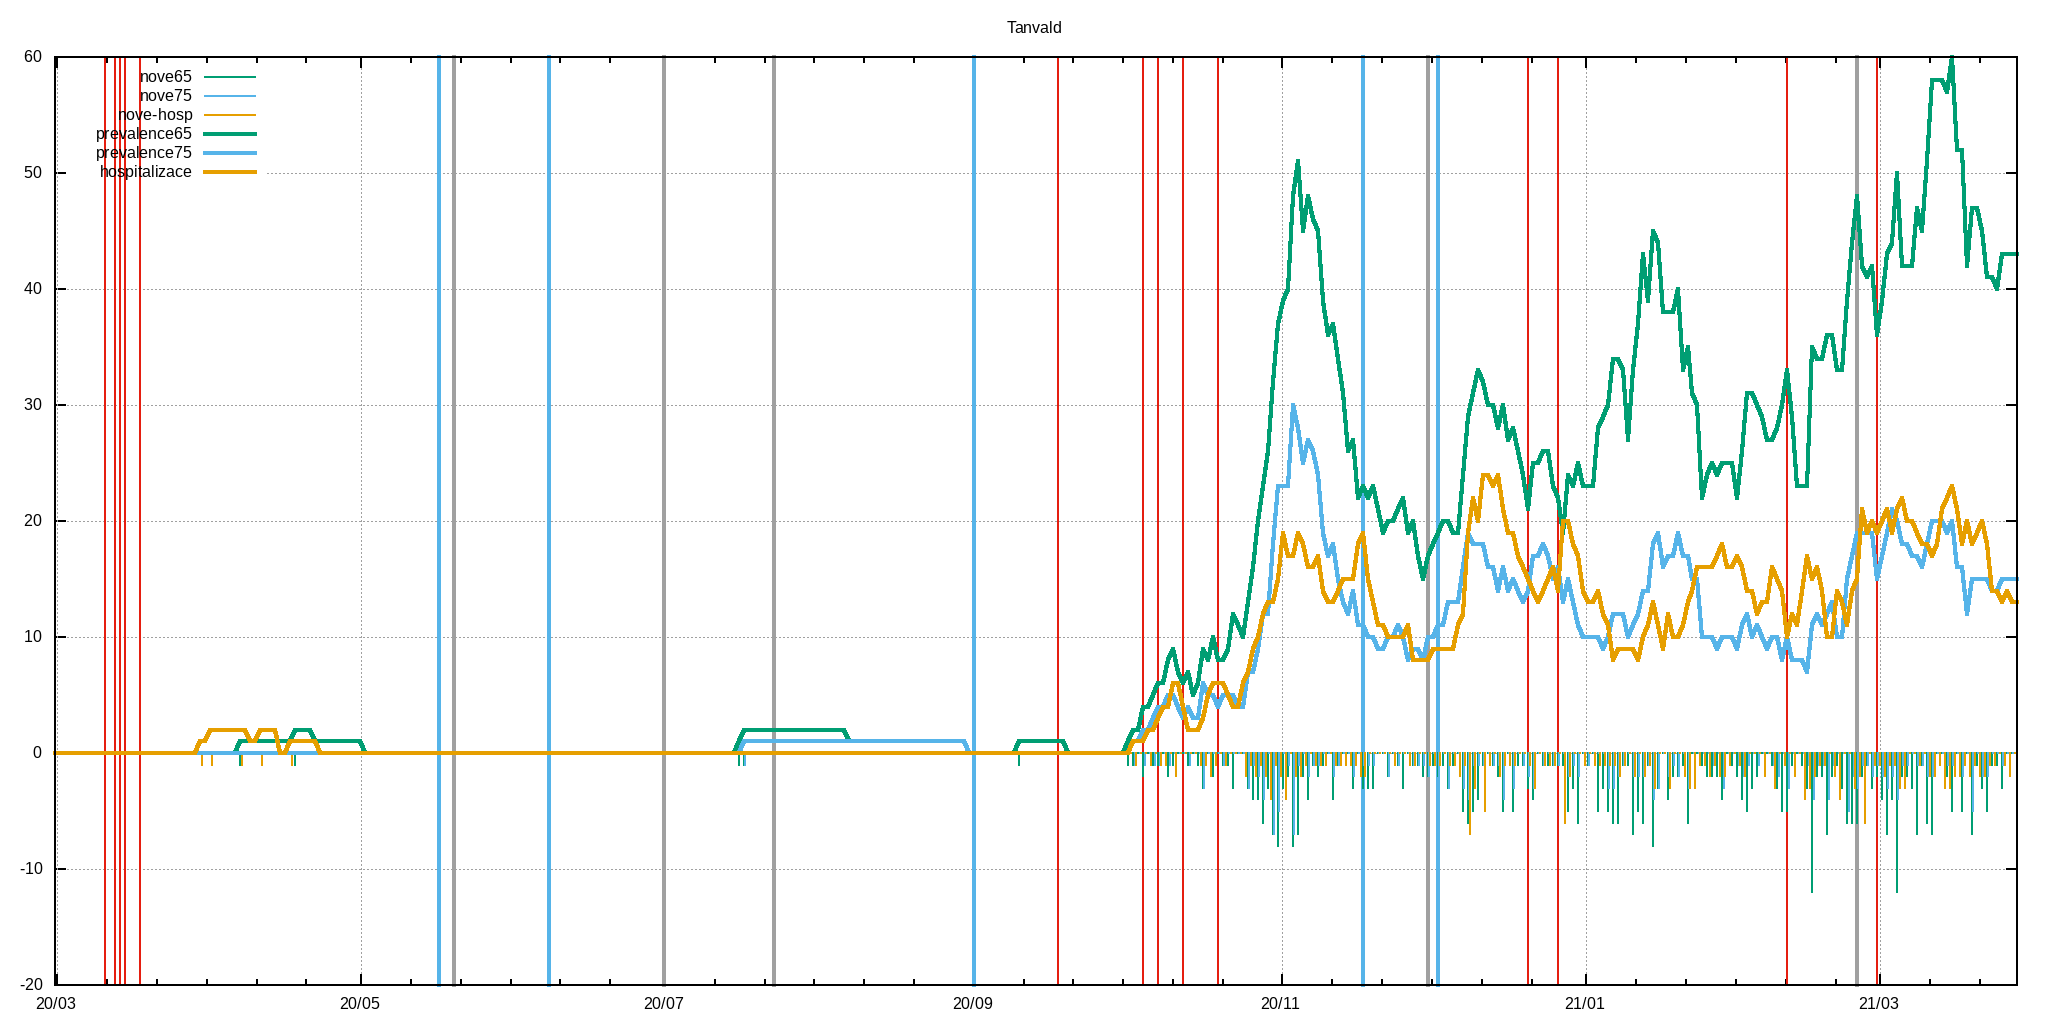 Tanvald
60
50
40
30
20
10
0
-10
-20
nove65
nove75
nove-hosp
prevalence65
prevalence75
hospitalizace
20/03 20/05 20/07 20/09 20/11 21/01 21/03